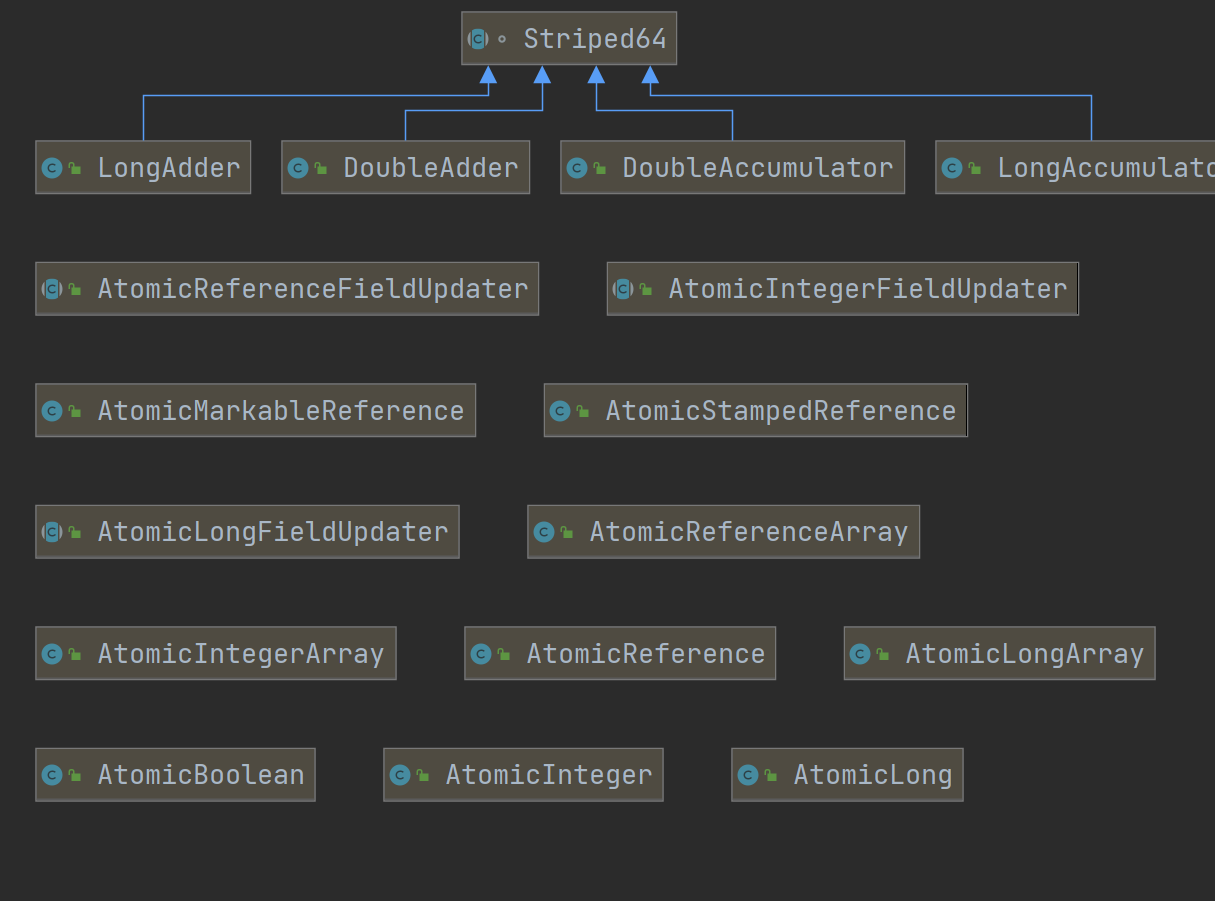 Striped64
LongAdder DoubleAdder DoubleAccumulator LongAccumulato
AtomicReferenceFieldUpdater AtomicIntegerFieldUpdater
AtomicMarkableReference AtomicStampedReference
AtomicLongFieldUpdater AtomicReferenceArray
AtomicIntegerArray AtomicReference AtomicLongArray
AtomicBoolean AtomicInteger AtomicLong